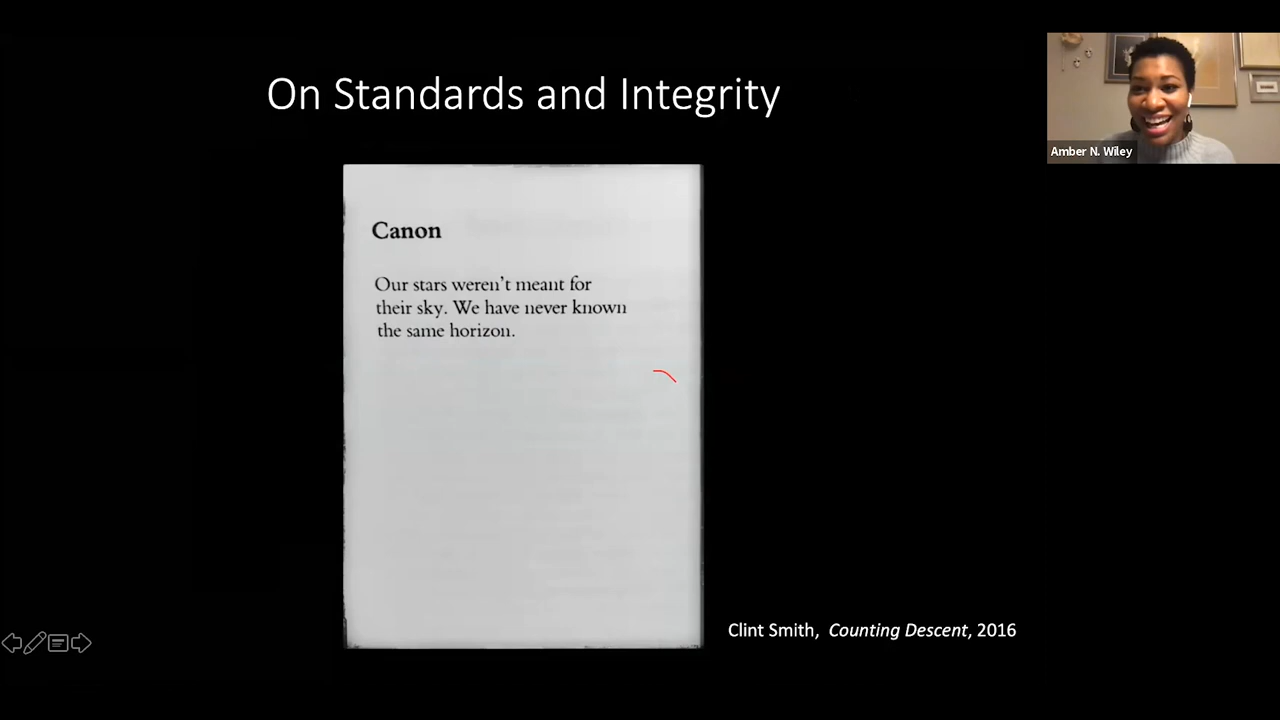 On Standards and Integrity
Amber N. Wiley
Canon
Our stars weren't meant for
their sky. We have never known
the same horizon.
Clint Smith, Counting Descent, 2016